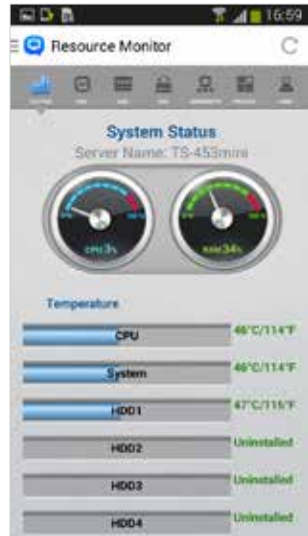 16:59
Resource Monitor
System Status
Server Name: TS-453mini
CPU 3%
RAM 34%
Temperature
CPU 46°C/114°F
System 46°C/114°F
HDD1 47°C/116°F
HDD2 Uninstalled
HDD3 Uninstalled
HDD4 Uninstalled